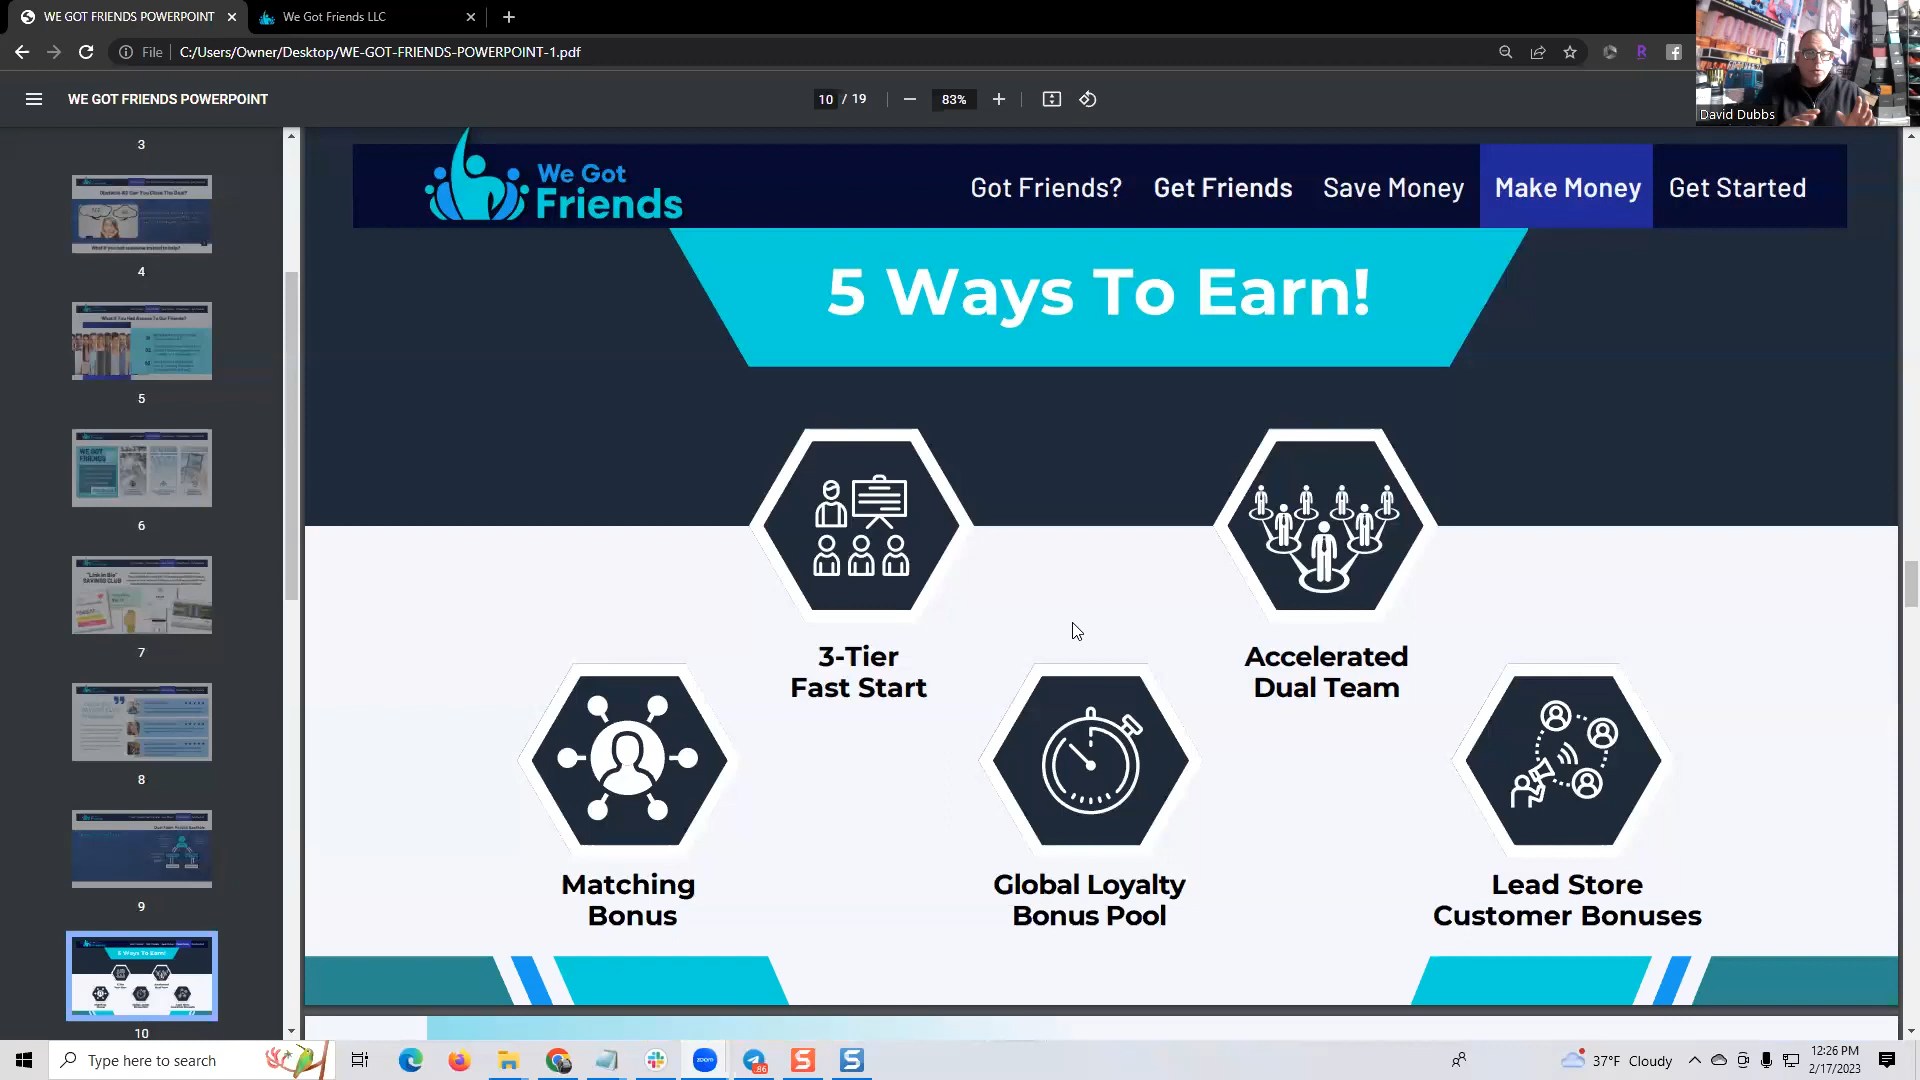 WE GOT FRIENDS POWERPOINT
We Got Friends LLC
File
C:/Users/Owner/Desktop/WE-GOT-FRIENDS-POWERPOINT-1.pdf
R
David Dubbs
WE GOT FRIENDS POWERPOINT
10 / 19
83%
3
4
5
6
7
8
9
10
We Got
Friends
Got Friends?
Get Friends
Save Money
Make Money
Get Started
5 Ways To Earn!
3-Tier
Fast Start
Accelerated
Dual Team
Matching
Bonus
Global Loyalty
Bonus Pool
Lead Store
Customer Bonuses
Type here to search
zoom
86
S
S
37°F Cloudy
12:26 PM
2/17/2023